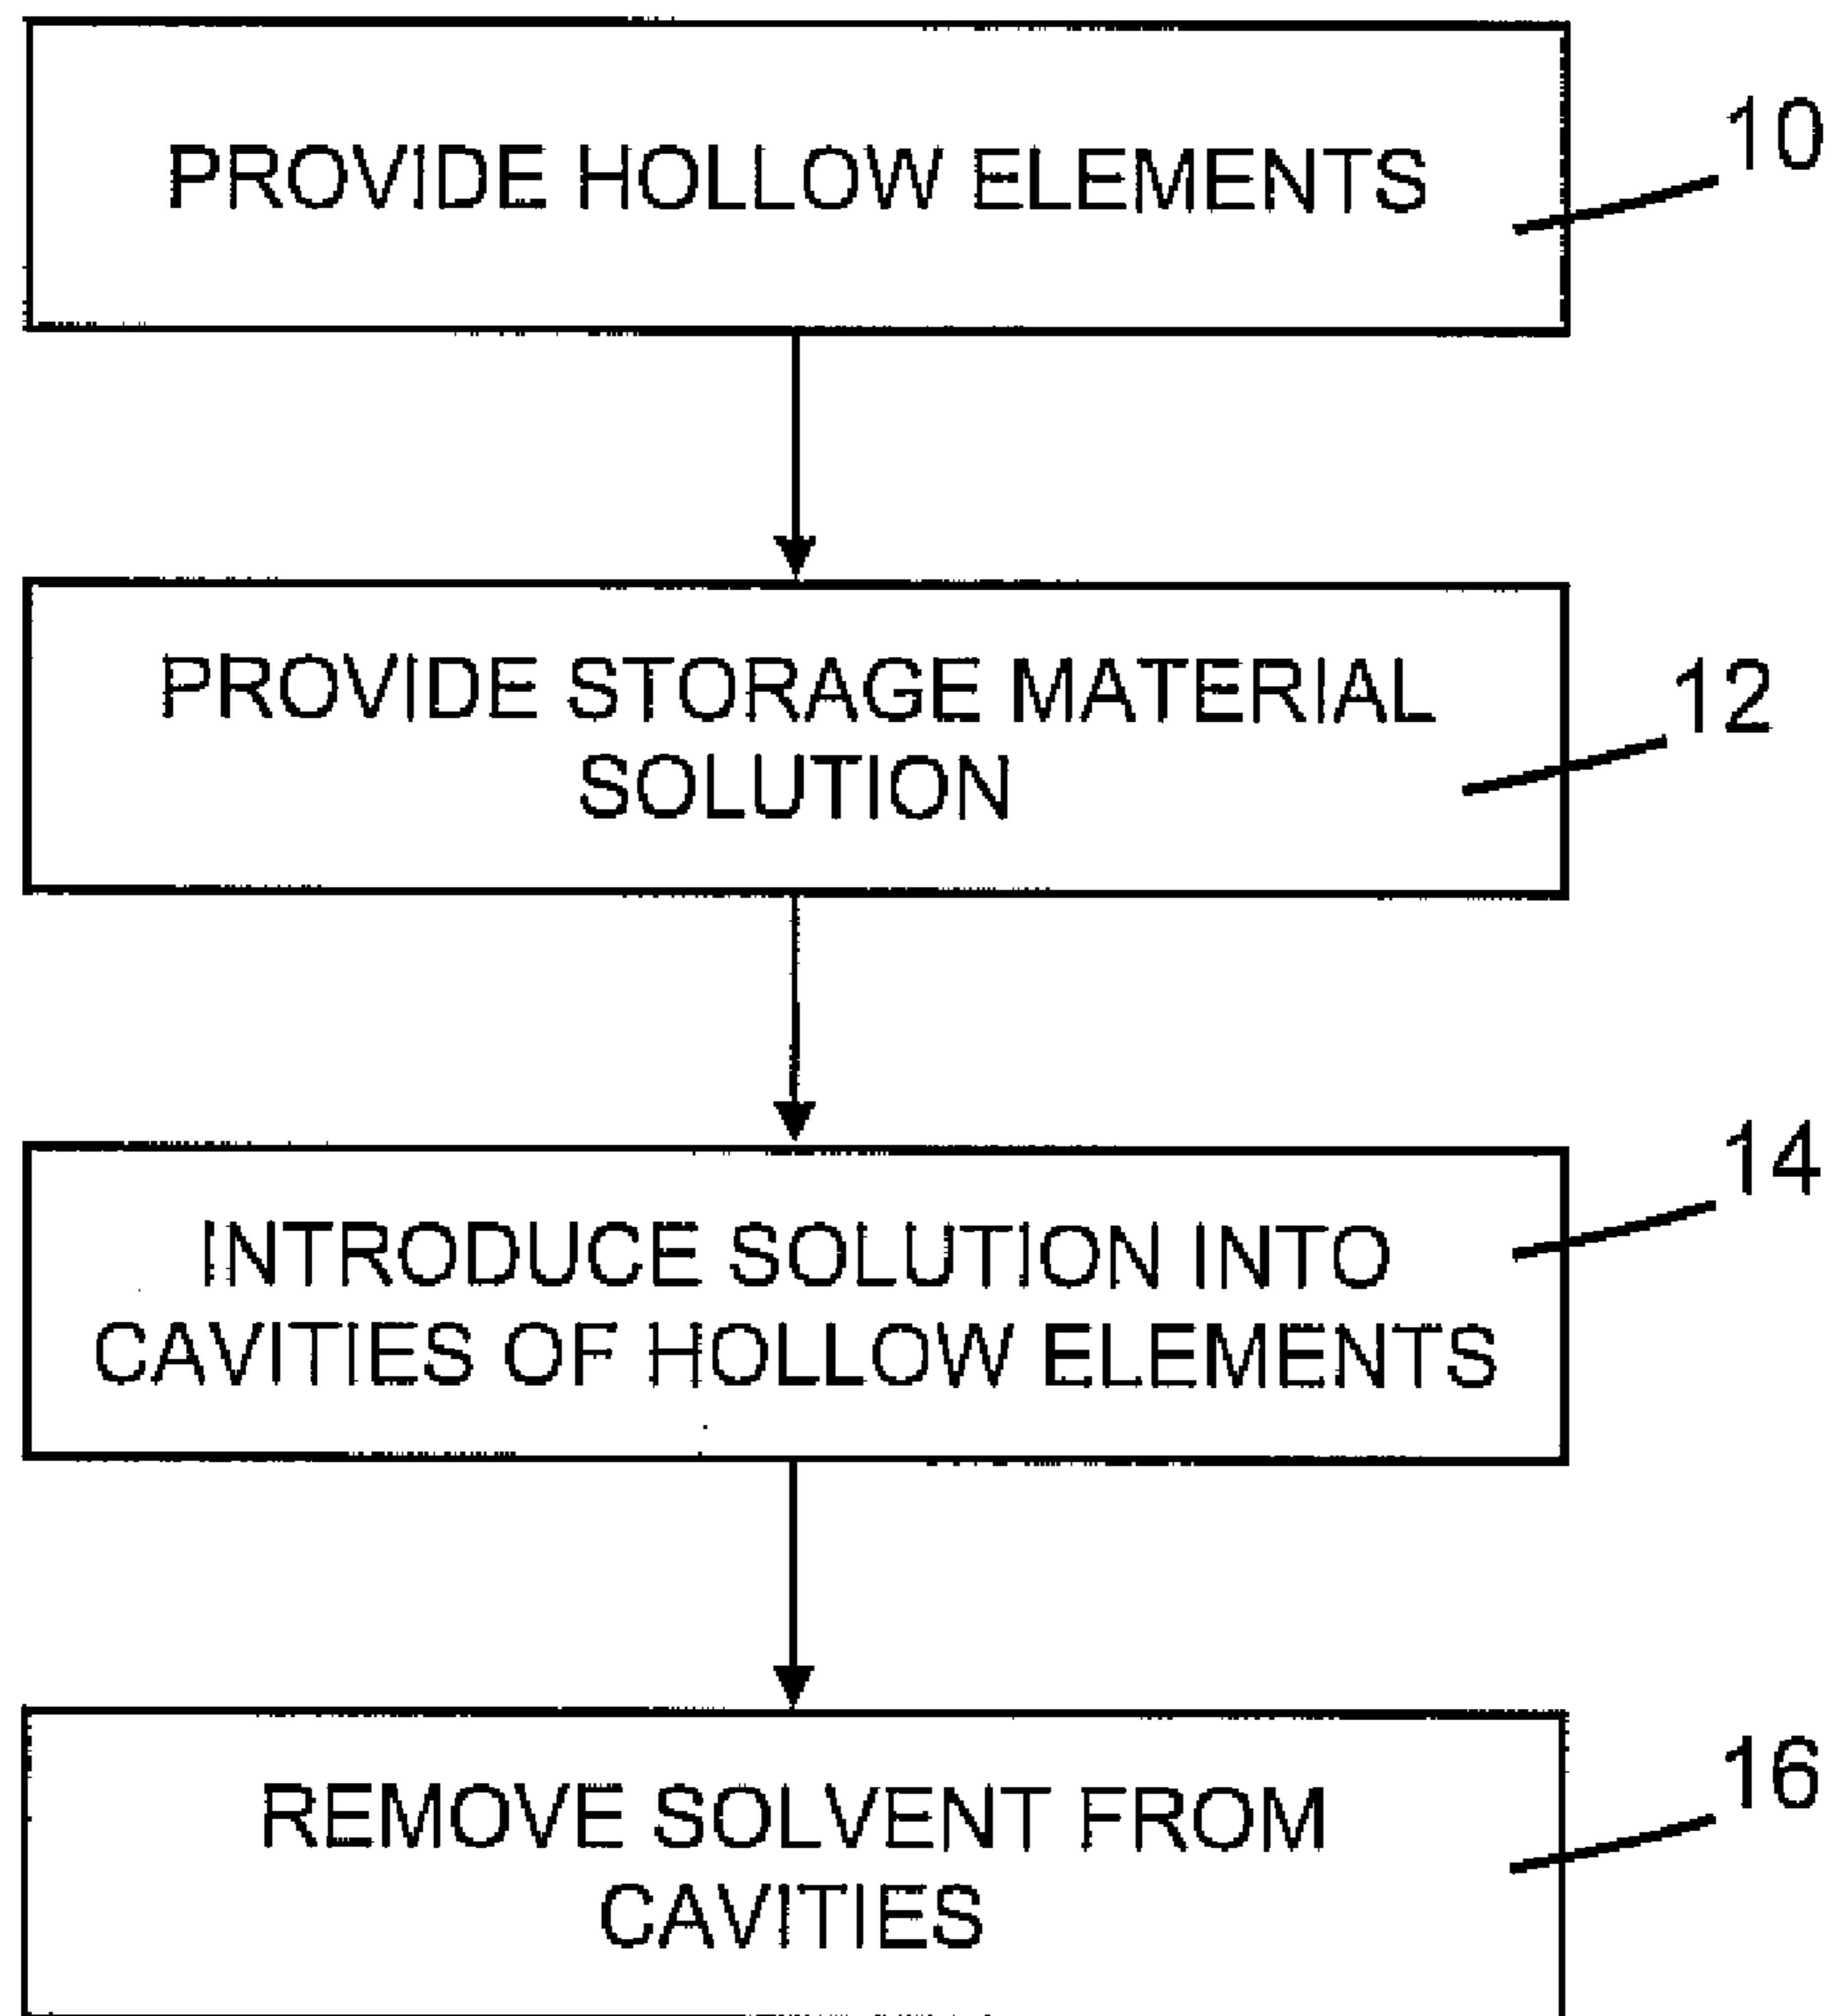 PROVIDE HOLLOW ELEMENTS
10
PROVIDE STORAGE MATERIAL
SOLUTION
12
INTRODUCE SOLUTION INTO
CAVITIES OF HOLLOW ELEMENTS
14
REMOVE SOLVENT FROM
CAVITIES
16